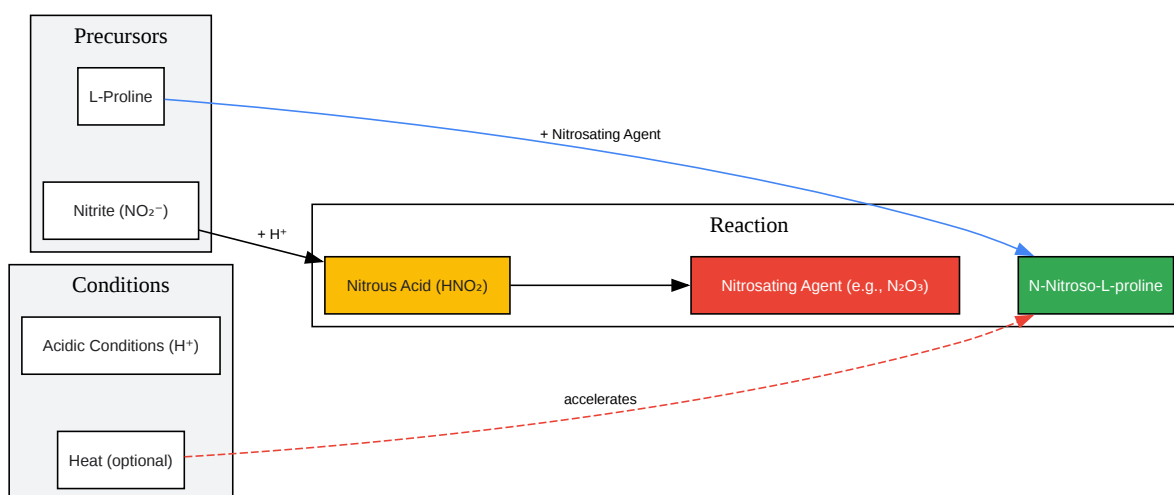 Precursors
L-Proline
+ Nitrosating Agent
Nitrite (NO₂⁻)
+ H⁺
Reaction
Nitrous Acid (HNO₂)
Nitrosating Agent (e.g., N₂O₃)
N-Nitroso-L-proline
Conditions
Acidic Conditions (H⁺)
accelerates
Heat (optional)